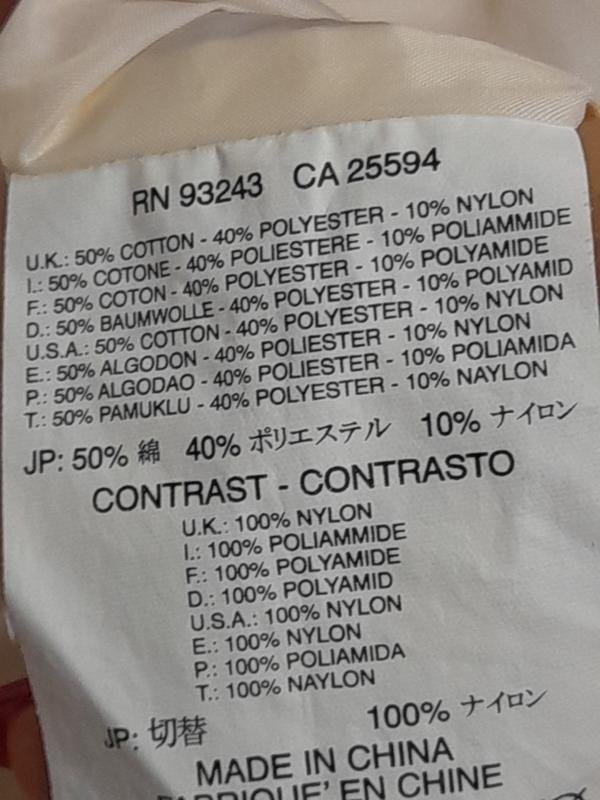 RN 93243 CA 25594
U.K.: 50% COTTON - 40% POLYESTER - 10% NYLON
I.: 50% COTONE - 40% POLIESTERE - 10% POLIAMMIDE
F.: 50% COTON - 40% POLYESTER - 10% POLYAMIDE
D.: 50% BAUMWOLLE - 40% POLYESTER - 10% POLYAMID
U.S.A.: 50% COTTON - 40% POLYESTER - 10% NYLON
E.: 50% ALGODON - 40% POLIESTER - 10% NYLON
P.: 50% ALGODAO - 40% POLIESTER - 10% POLIAMIDA
T.: 50% PAMUKLU - 40% POLYESTER - 10% NAYLON
JP: 50% 綿 40% ポリエステル 10% ナイロン
CONTRAST - CONTRASTO
U.K.: 100% NYLON
I.: 100% POLIAMMIDE
F.: 100% POLYAMIDE
D.: 100% POLYAMID
U.S.A.: 100% NYLON
E.: 100% NYLON
P.: 100% POLIAMIDA
T.: 100% NAYLON
JP: 切替 100% ナイロン
MADE IN CHINA
FABRIQUE' EN CHINE